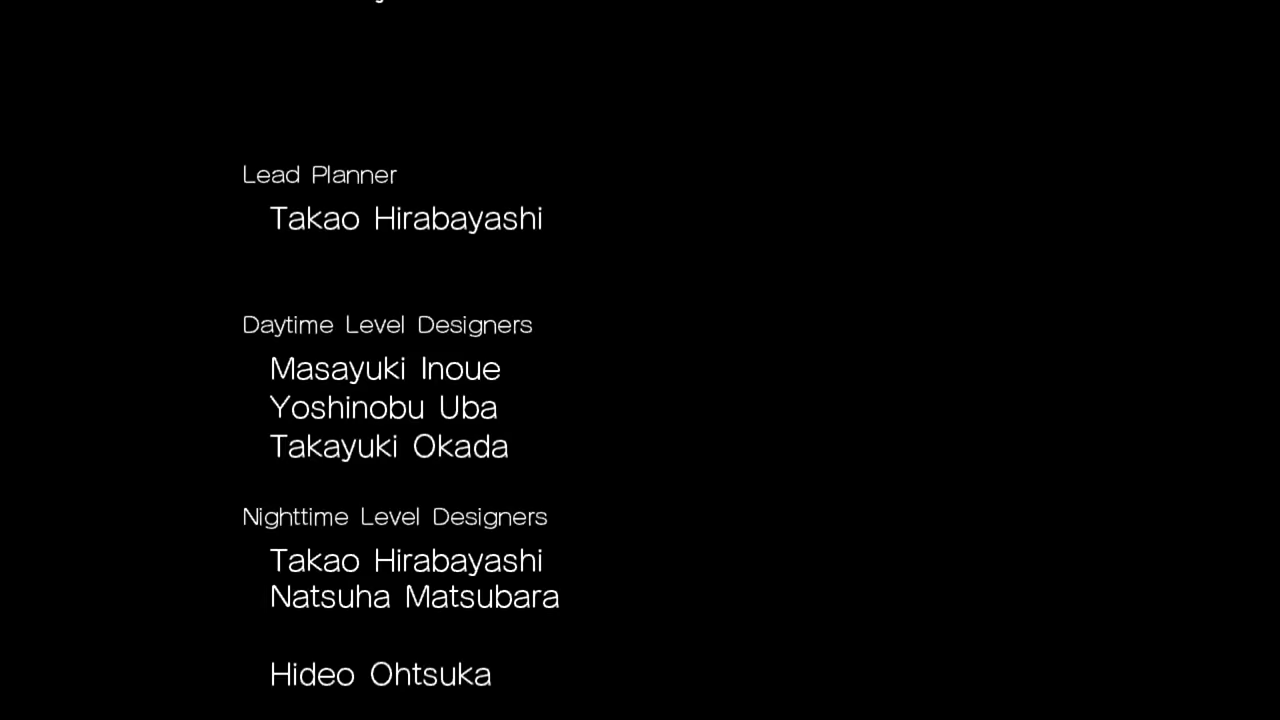 Lead Planner
Takao Hirabayashi
Daytime Level Designers
Masayuki Inoue
Yoshinobu Uba
Takayuki Okada
Nighttime Level Designers
Takao Hirabayashi
Natsuha Matsubara
Hideo Ohtsuka